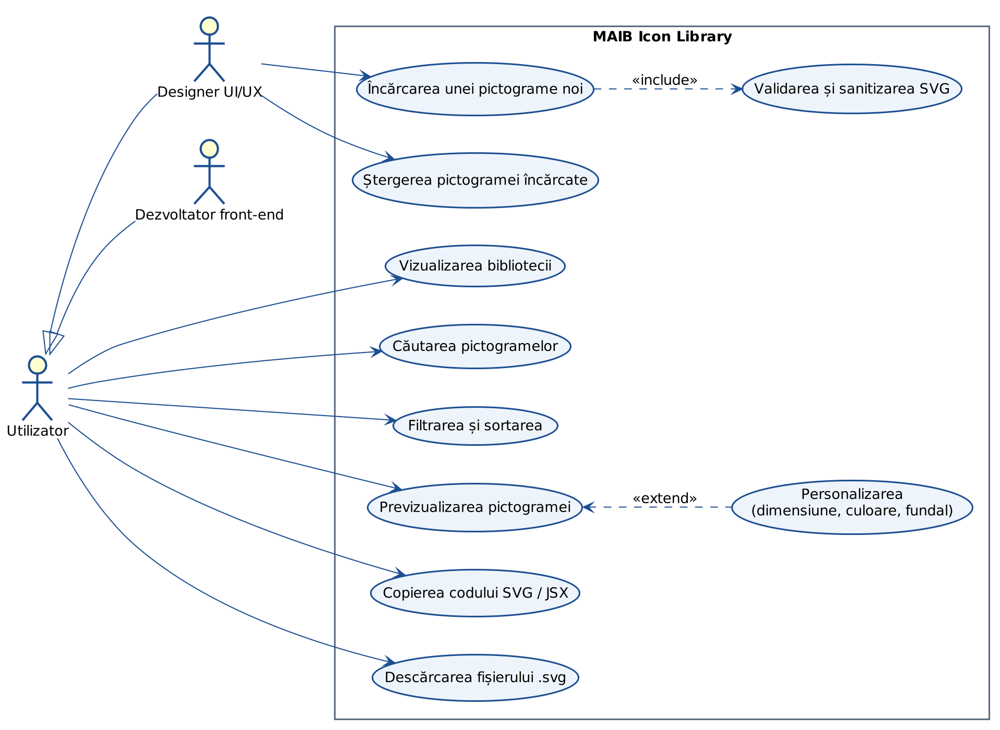 MAIB Icon Library
Designer UI/UX
Încărcarea unei pictograme noi
«include»
Validarea și sanitizarea SVG
Ștergerea pictogramei încărcate
Dezvoltator front-end
Vizualizarea bibliotecii
Căutarea pictogramelor
Utilizator
Filtrarea și sortarea
Previzualizarea pictogramei
«extend»
Personalizarea
(dimensiune, culoare, fundal)
Copierea codului SVG / JSX
Descărcarea fișierului .svg